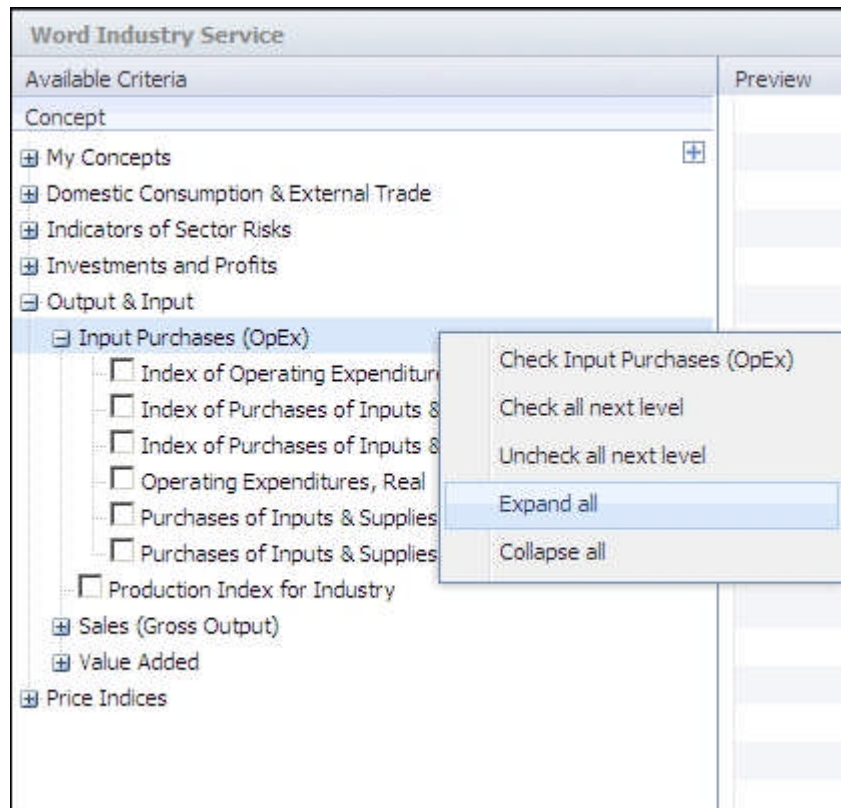 Word Industry Service
Available Criteria
Preview
Concept
My Concepts
Domestic Consumption & External Trade
Indicators of Sector Risks
Investments and Profits
Output & Input
Input Purchases (OpEx)
Index of Operating Expenditur
Index of Purchases of Inputs &
Index of Purchases of Inputs &
Operating Expenditures, Real
Purchases of Inputs & Supplies
Purchases of Inputs & Supplies
Production Index for Industry
Sales (Gross Output)
Value Added
Price Indices
Check Input Purchases (OpEx)
Check all next level
Uncheck all next level
Expand all
Collapse all